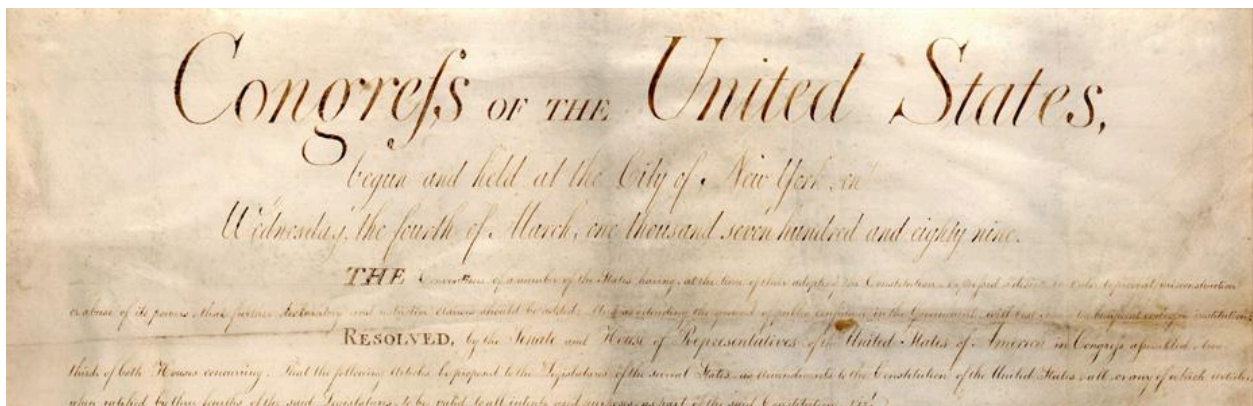 Congreſs OF THE United States,
begun and held at the City of New York, on
Wednesday the fourth of March, one thousand seven hundred and eighty nine.
THE Conventions of a number of the States having, at the time of their adopting the Constitution, expreſsed a desire, in order to prevent misconstruction
or abuse of its powers, that further declaratory and restrictive clauses should be added: And as extending the ground of public confidence in the Government, will best ensure the beneficent ends of its institution
RESOLVED, by the Senate and House of Representatives of the United States of America in Congreſs aſsembled, two
thirds of both Houses concurring, That the following Articles be proposed to the Legislatures of the several States, as Amendments to the Constitution of the United States, all or any of which articles,
when ratified by three fourths of the said Legislatures, to be valid to all intents and purposes, as part of the said Constitution, viz.